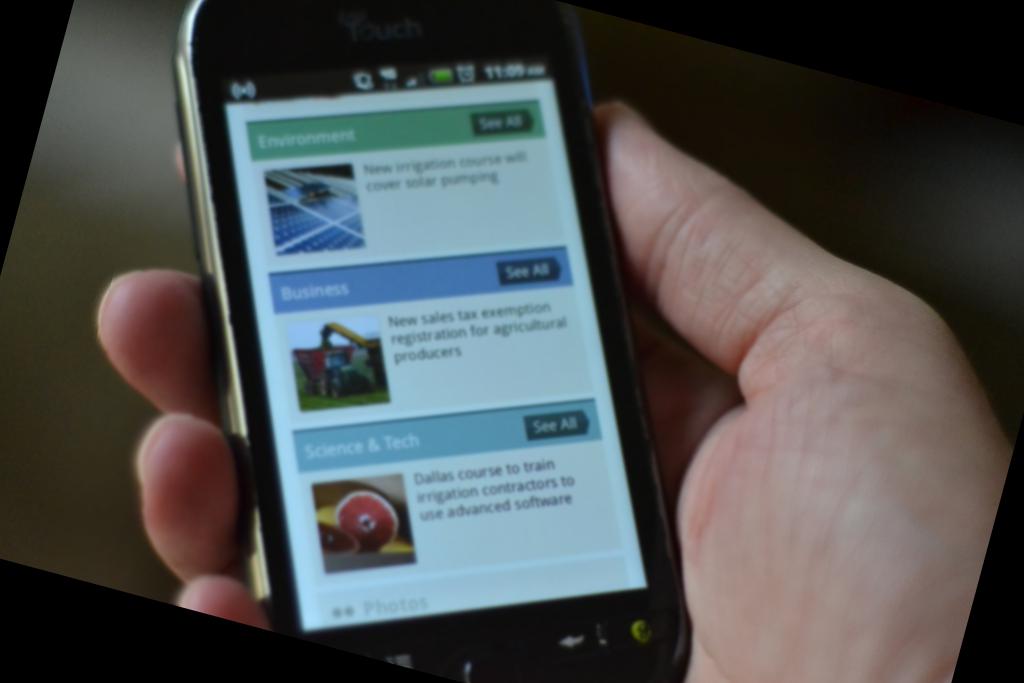 Touch
11:09 AM
Environment
See All
New irrigation course will
cover solar pumping
Business
See All
New sales tax exemption
registration for agricultural
producers
Science & Tech
See All
Dallas course to train
irrigation contractors to
use advanced software
Photos